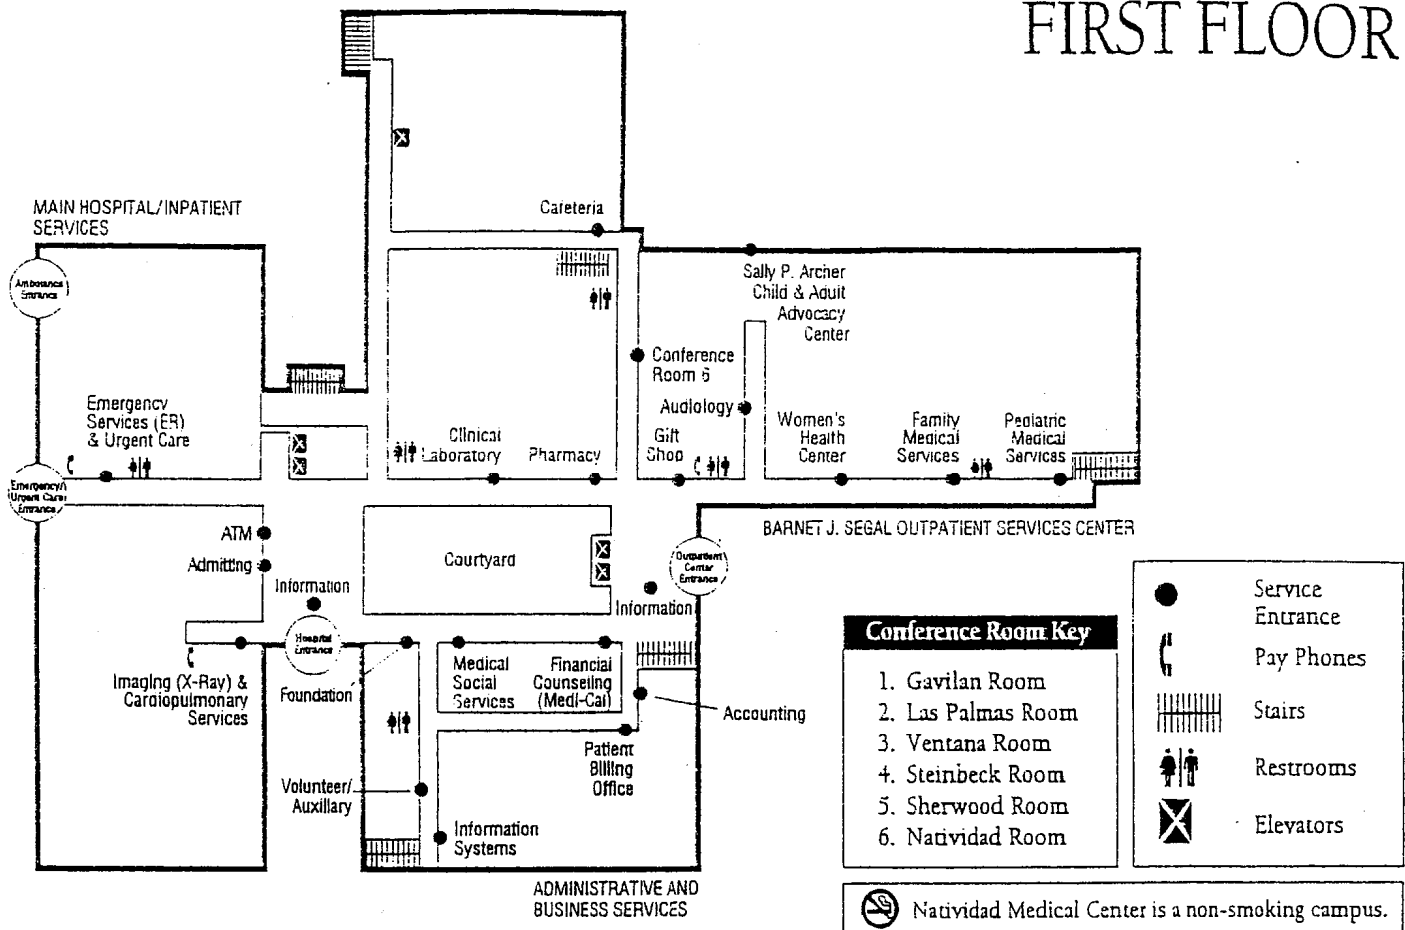 FIRST FLOOR
MAIN HOSPITAL/INPATIENT
SERVICES
Cafeteria
Ambulance
Entrance
Sally P. Archer
Child & Adult
Advocacy
Center
Conference
Room 6
Audiology
Emergency
Services (ER)
& Urgent Care
Clinical
Laboratory
Pharmacy
Gift
Shop
Women's
Health
Center
Family
Medical
Services
Pediatric
Medical
Services
Emergency/
Urgent Care
Entrance
BARNET J. SEGAL OUTPATIENT SERVICES CENTER
ATM
Admitting
Courtyard
Outpatient
Center
Entrance
Information
Information
Hospital
Entrance
Imaging (X-Ray) &
Cardiopulmonary
Services
Foundation
Medical
Social
Services
Financial
Counseling
(Medi-Cal)
Accounting
Patient
Billing
Office
Volunteer/
Auxillary
Information
Systems
ADMINISTRATIVE AND
BUSINESS SERVICES
Conference Room Key
1. Gavilan Room
2. Las Palmas Room
3. Ventana Room
4. Steinbeck Room
5. Sherwood Room
6. Natividad Room
Service
Entrance
Pay Phones
Stairs
Restrooms
Elevators
Natividad Medical Center is a non-smoking campus.